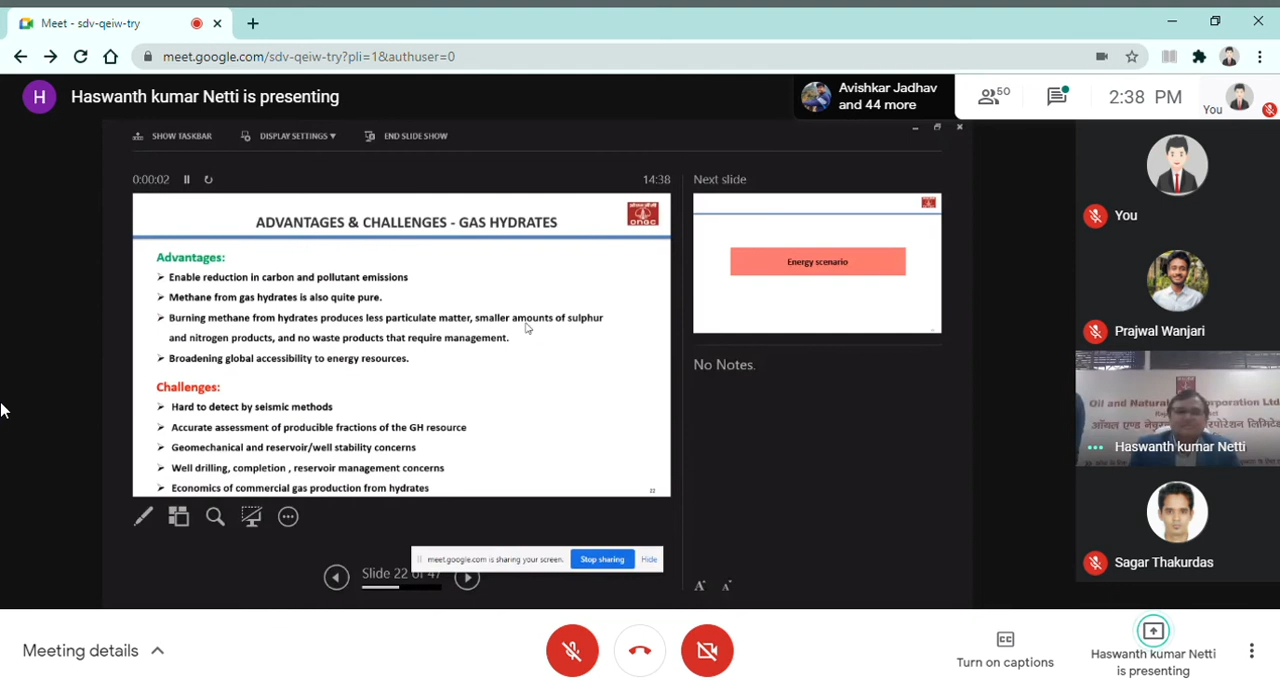 Meet - sdv-qeiw-try
meet.google.com/sdv-qeiw-try?pli=1&authuser=0
H
Haswanth kumar Netti is presenting
Avishkar Jadhav
and 44 more
50
2:38 PM
You
SHOW TASKBAR
DISPLAY SETTINGS ▾
END SLIDE SHOW
0:00:02
14:38
Next slide
ADVANTAGES & CHALLENGES - GAS HYDRATES
ONGC
Advantages:
➢ Enable reduction in carbon and pollutant emissions
➢ Methane from gas hydrates is also quite pure.
➢ Burning methane from hydrates produces less particulate matter, smaller amounts of sulphur
and nitrogen products, and no waste products that require management.
➢ Broadening global accessibility to energy resources.
Challenges:
➢ Hard to detect by seismic methods
➢ Accurate assessment of producible fractions of the GH resource
➢ Geomechanical and reservoir/well stability concerns
➢ Well drilling, completion , reservoir management concerns
➢ Economics of commercial gas production from hydrates
22
Energy scenario
No Notes.
meet.google.com is sharing your screen.
Stop sharing
Hide
Slide 22 of 47
A
A
You
Prajwal Wanjari
Oil and Natural
rporation Ltd
Haswanth kumar Netti
Sagar Thakurdas
Meeting details
CC
Turn on captions
Haswanth kumar Netti
is presenting